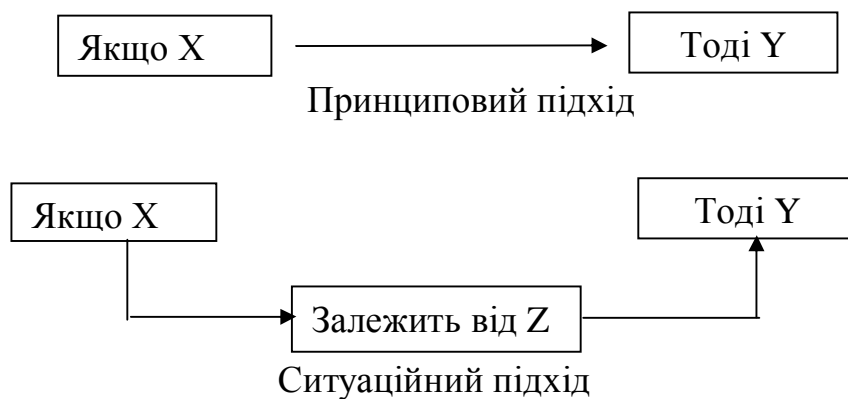 Якщо X
Тоді Y
Принциповий підхід
Якщо X
Тоді Y
Залежить від Z
Ситуаційний підхід